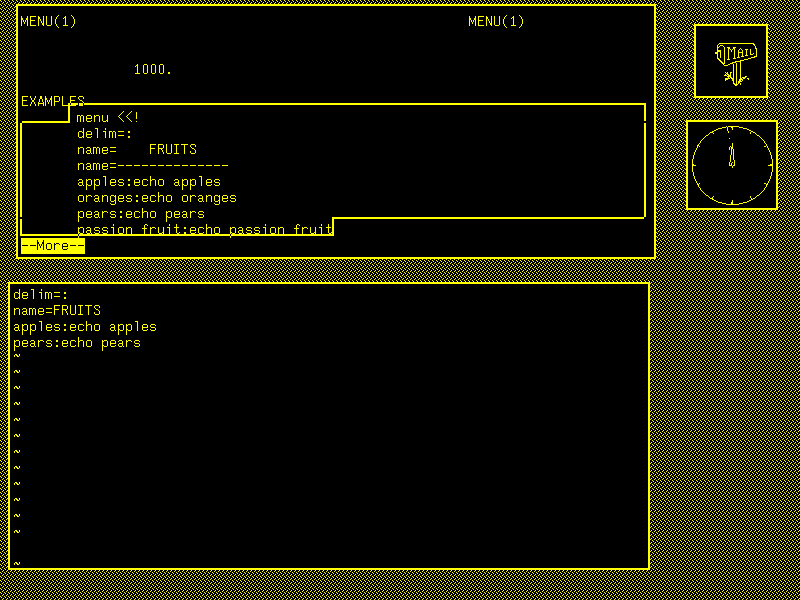 MENU(1) MENU(1)
1000.
EXAMPLES
menu <<!
delim=:
name=    FRUITS
name=--------------
apples:echo apples
oranges:echo oranges
pears:echo pears
passion fruit:echo passion fruit
--More--
MAIL
delim=:
name=FRUITS
apples:echo apples
pears:echo pears
~
~
~
~
~
~
~
~
~
~
~
~
~